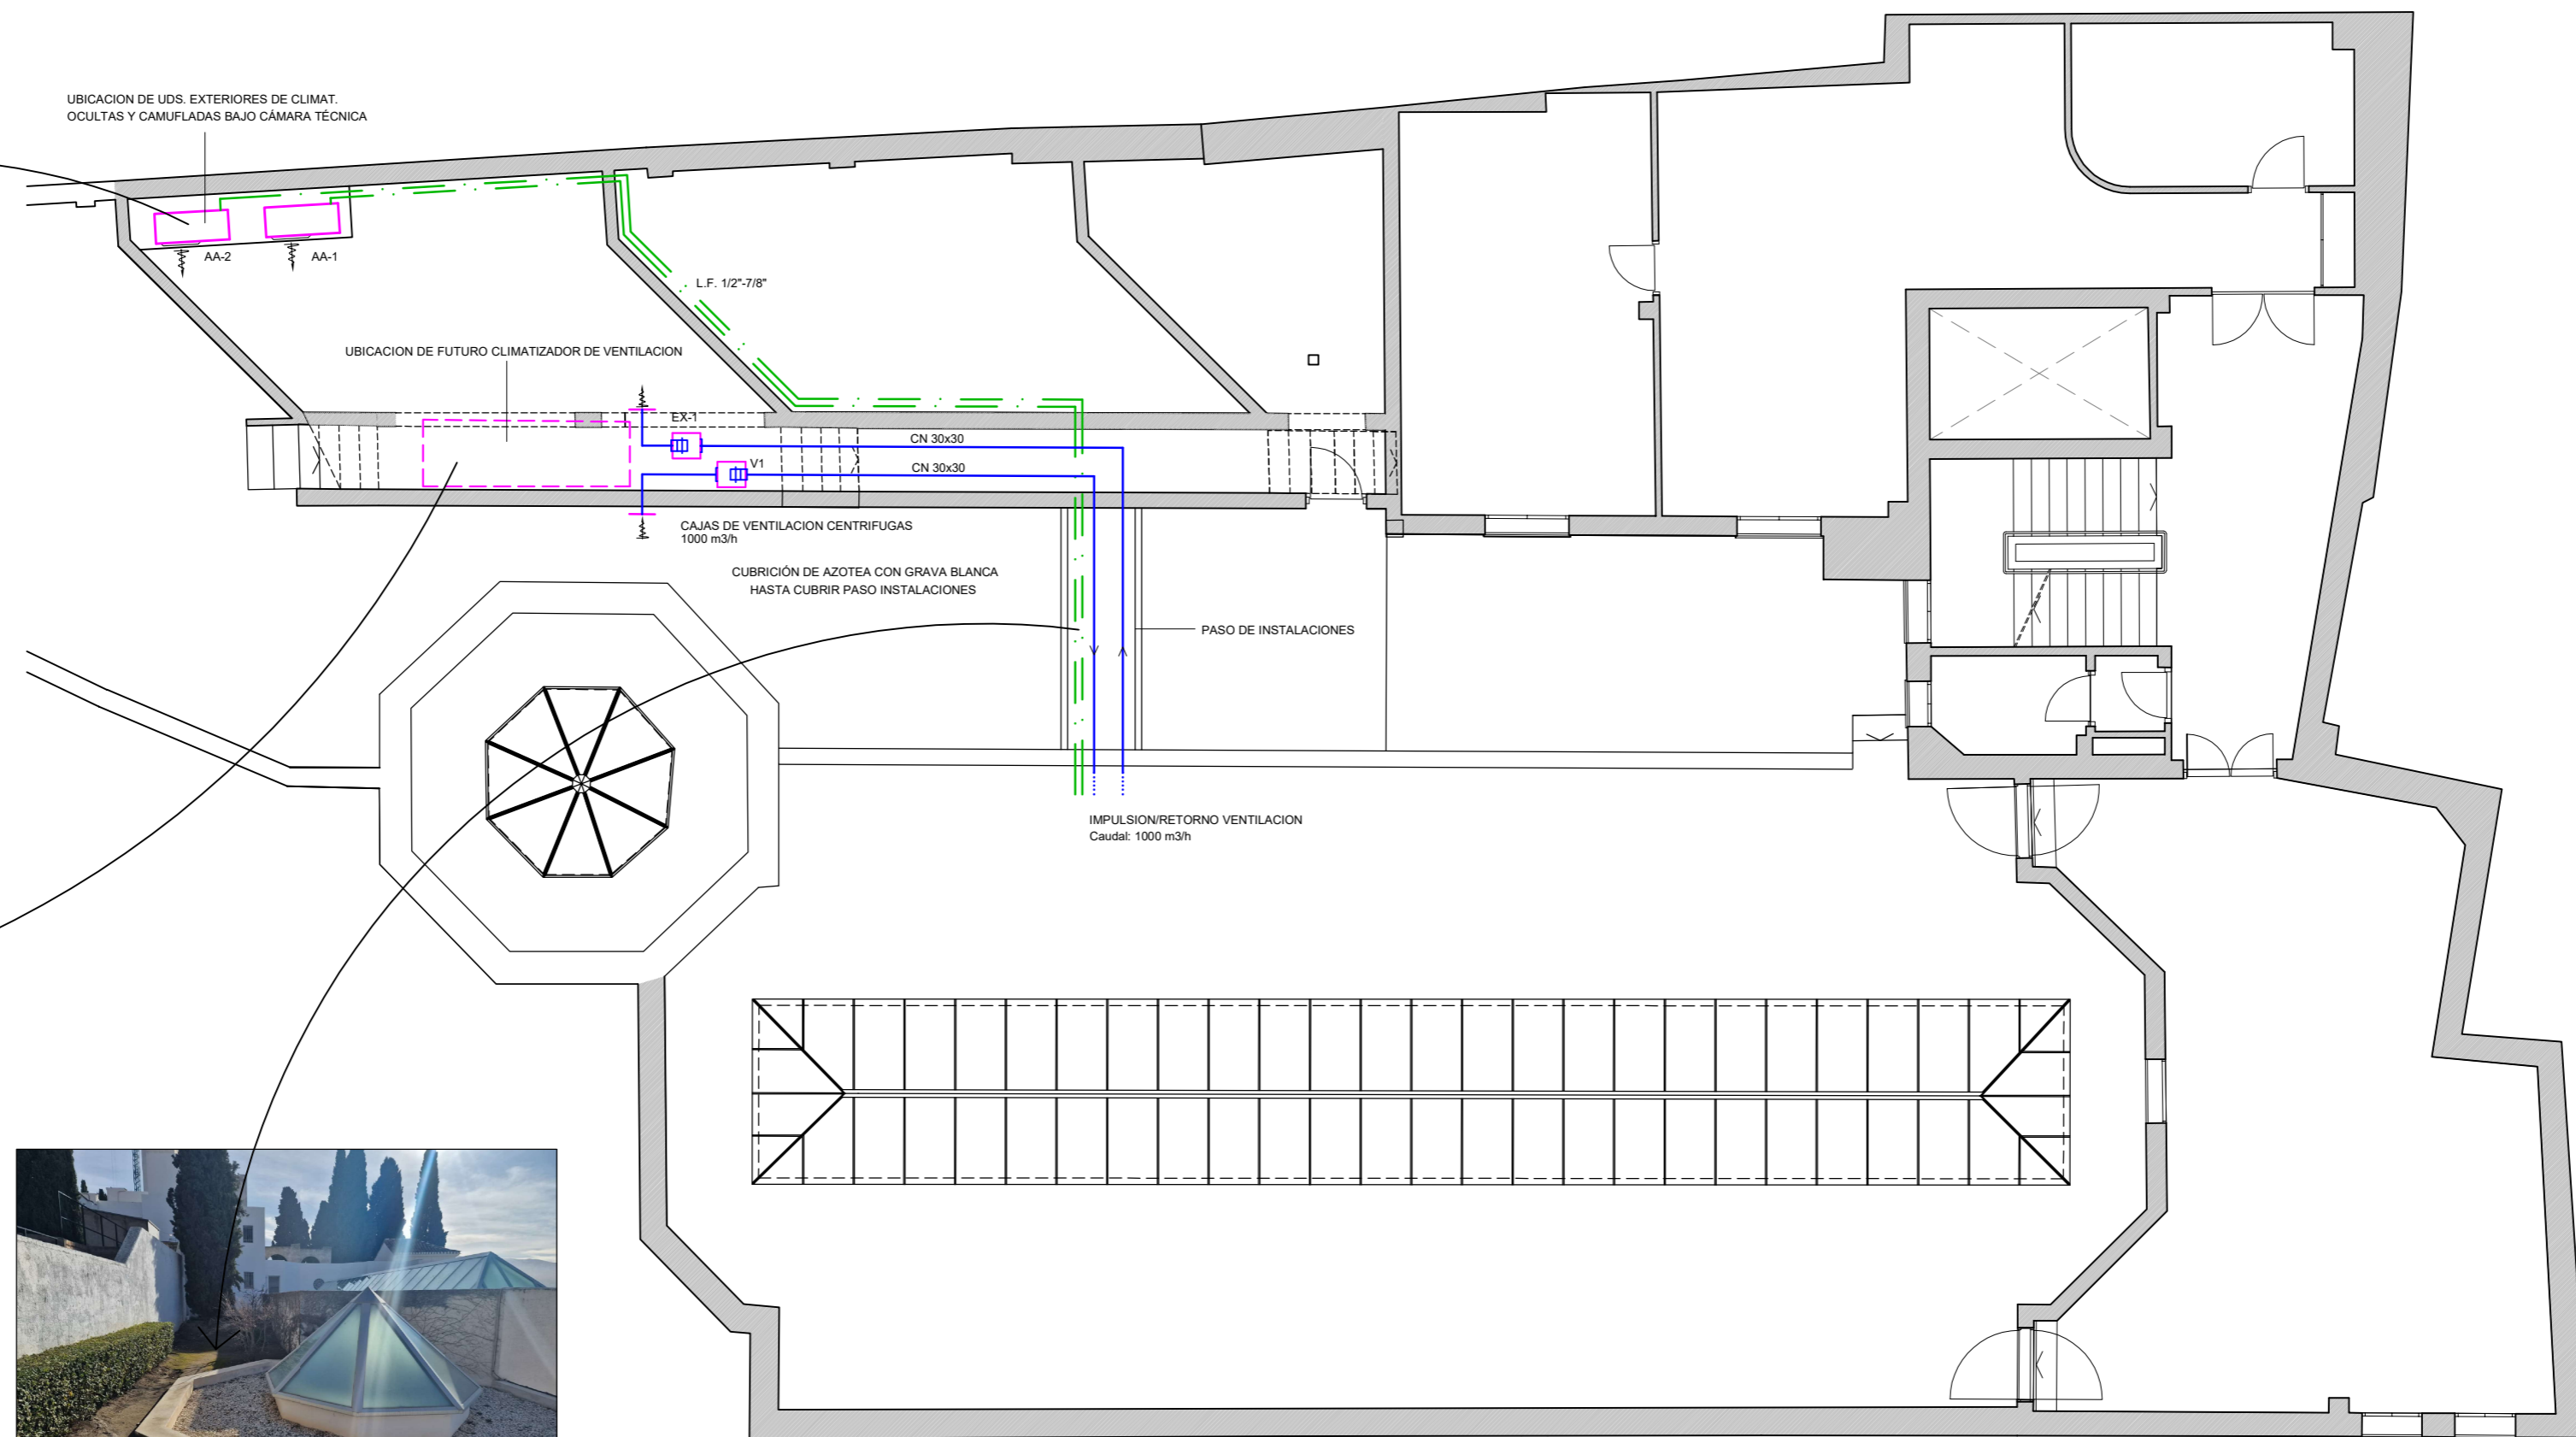 UBICACION DE UDS. EXTERIORES DE CLIMAT.
OCULTAS Y CAMUFLADAS BAJO CÁMARA TÉCNICA
AA-2
AA-1
L.F. 1/2"-7/8"
UBICACION DE FUTURO CLIMATIZADOR DE VENTILACION
EX-1
CN 30x30
V1
CN 30x30
CAJAS DE VENTILACION CENTRIFUGAS
1000 m3/h
CUBRICIÓN DE AZOTEA CON GRAVA BLANCA
HASTA CUBRIR PASO INSTALACIONES
PASO DE INSTALACIONES
IMPULSION/RETORNO VENTILACION
Caudal: 1000 m3/h